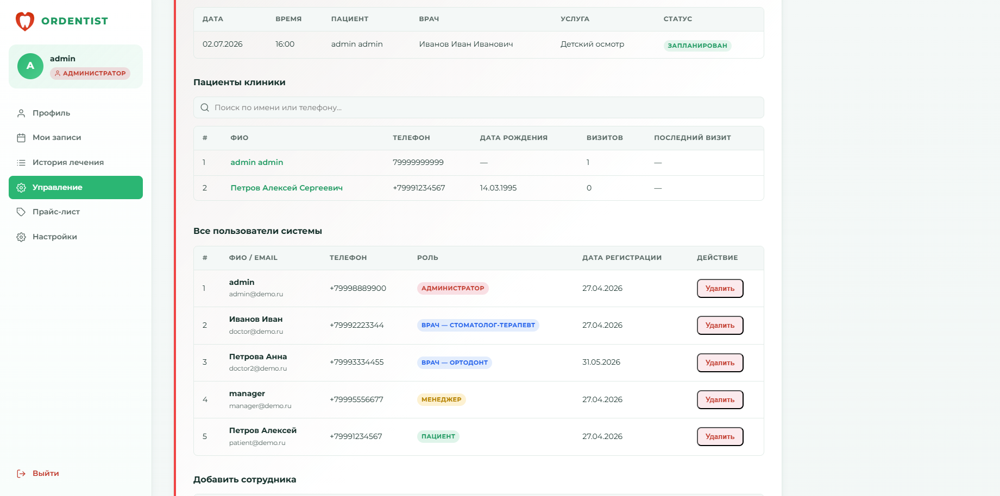 ORDENTIST
A
admin
АДМИНИСТРАТОР
Профиль
Мои записи
История лечения
Управление
Прайс-лист
Настройки
Выйти
ДАТА ВРЕМЯ ПАЦИЕНТ ВРАЧ УСЛУГА СТАТУС
02.07.2026 16:00 admin admin Иванов Иван Иванович Детский осмотр ЗАПЛАНИРОВАН
Пациенты клиники
Поиск по имени или телефону...
# ФИО ТЕЛЕФОН ДАТА РОЖДЕНИЯ ВИЗИТОВ ПОСЛЕДНИЙ ВИЗИТ
1 admin admin 79999999999 — 1 —
2 Петров Алексей Сергеевич +79991234567 14.03.1995 0 —
Все пользователи системы
# ФИО / EMAIL ТЕЛЕФОН РОЛЬ ДАТА РЕГИСТРАЦИИ ДЕЙСТВИЕ
1 admin +79998889900 АДМИНИСТРАТОР 27.04.2026 Удалить
admin@demo.ru
2 Иванов Иван +79992223344 ВРАЧ — СТОМАТОЛОГ-ТЕРАПЕВТ 27.04.2026 Удалить
doctor@demo.ru
3 Петрова Анна +79993334455 ВРАЧ — ОРТОДОНТ 31.05.2026 Удалить
doctor2@demo.ru
4 manager +79995556677 МЕНЕДЖЕР 27.04.2026 Удалить
manager@demo.ru
5 Петров Алексей +79991234567 ПАЦИЕНТ 27.04.2026 Удалить
patient@demo.ru
Добавить сотрудника